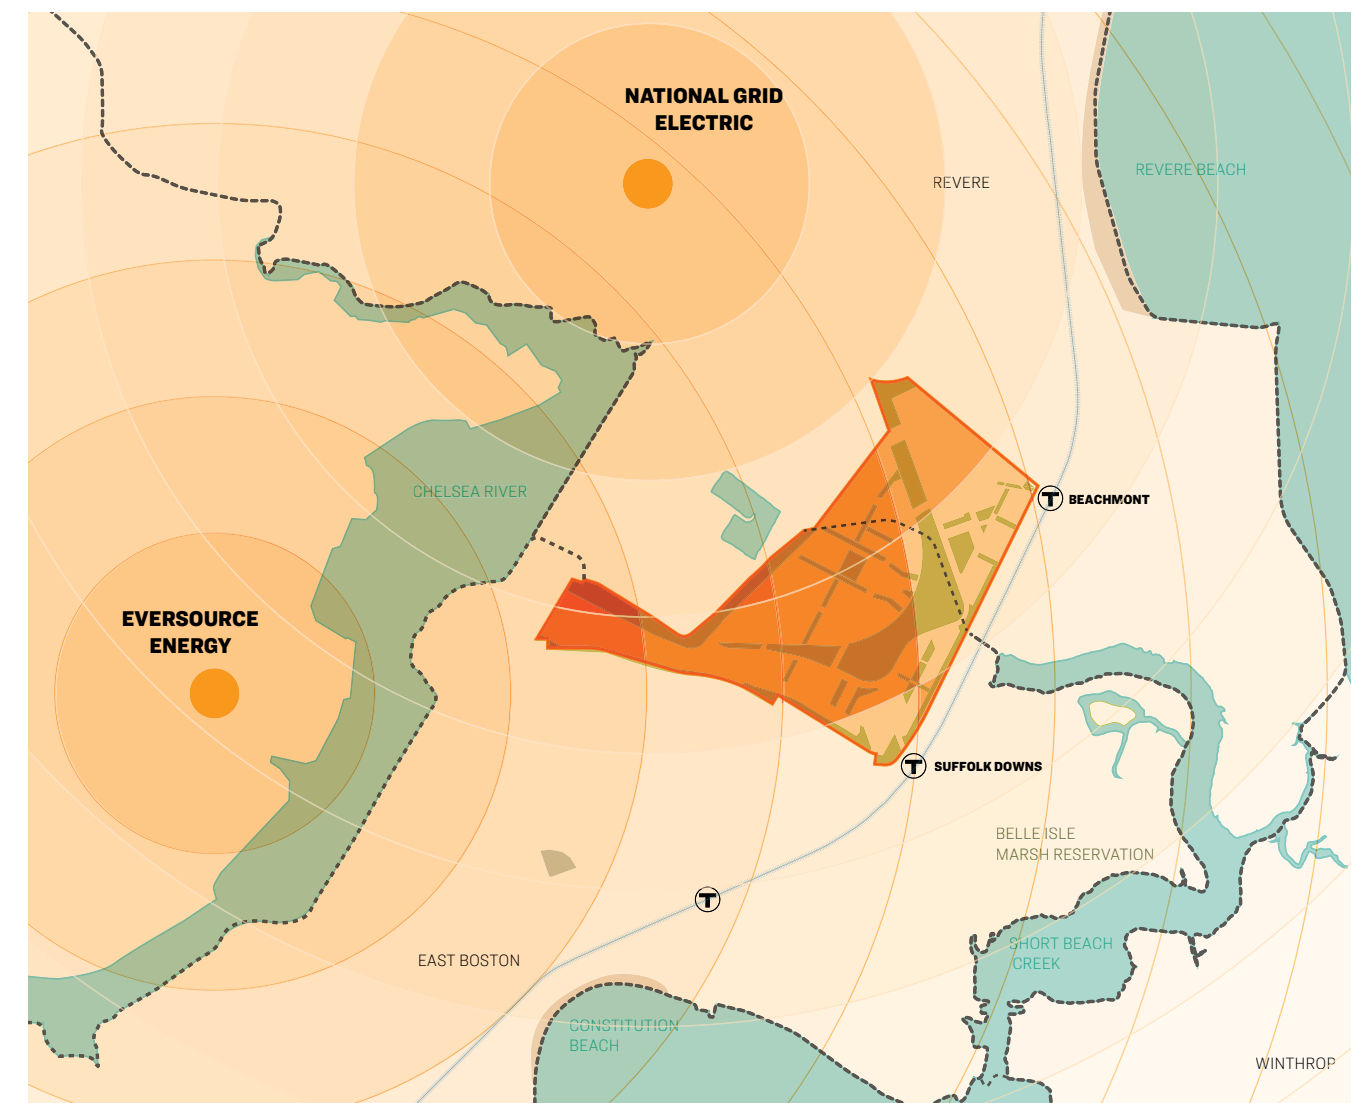 NATIONAL GRID
ELECTRIC
REVERE
REVERE BEACH
CHELSEA RIVER
T
BEACHMONT
EVERSOURCE
ENERGY
T
SUFFOLK DOWNS
BELLE ISLE
MARSH RESERVATION
T
EAST BOSTON
SHORT BEACH
CREEK
CONSTITUTION
BEACH
WINTHROP